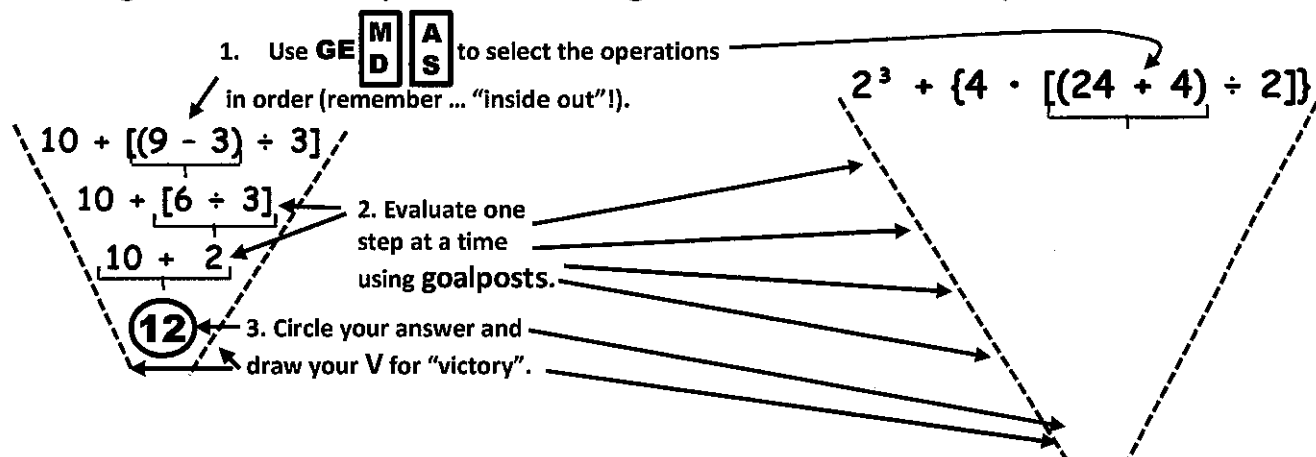 1. Use GE M D A S to select the operations
in order (remember ... “inside out”!).
10 + [(9 - 3) ÷ 3]
10 + [6 ÷ 3]
10 + 2
12
2. Evaluate one
step at a time
using goalposts.
3. Circle your answer and
draw your V for “victory”.
2³ + {4 · [(24 + 4) ÷ 2]}